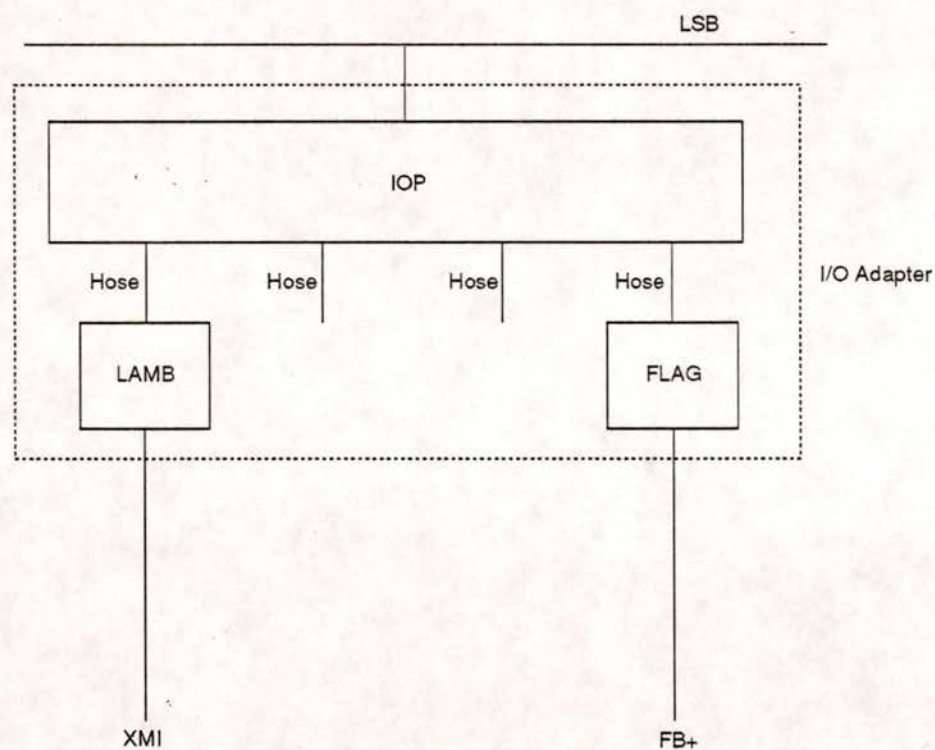 LSB
IOP
Hose Hose Hose Hose
I/O Adapter
LAMB FLAG
XMI FB+